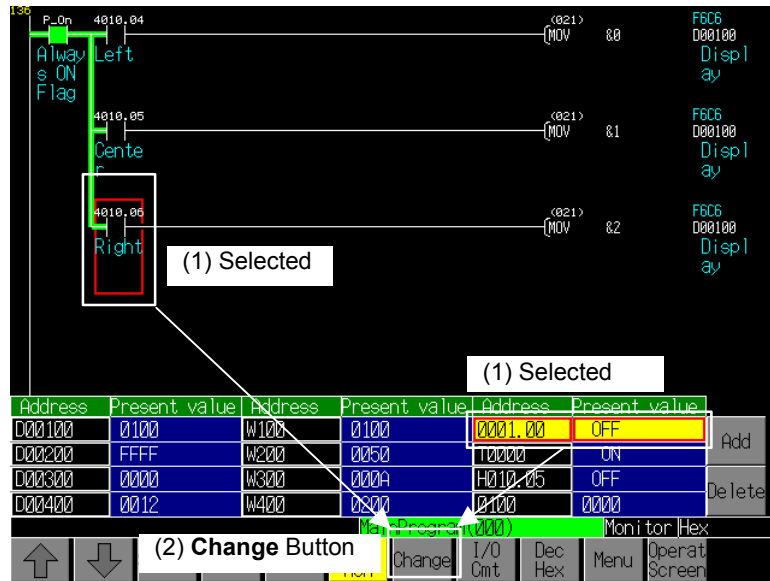 136
P_On 4010.04 (021) F6C6
[MOV &0 D00100
Alway Left Displ
s ON ay
Flag
4010.05 (021) F6C6
[MOV &1 D00100
Cente Displ
r ay
4010.06 (021) F6C6
[MOV &2 D00100
Right Displ
ay
(1) Selected
(1) Selected
Address Present value Address Present value Address Present value
D00100 0100 W100 0100 0001.00 OFF Add
D00200 FFFF W200 0050 T0000 ON
D00300 0000 W300 000A H010.05 OFF Delete
D00400 0012 W400 0200 0100 0000
MainProgram(000) Monitor Hex
(2) Change Button Change I/O Cmt Dec Hex Menu Operat Screen